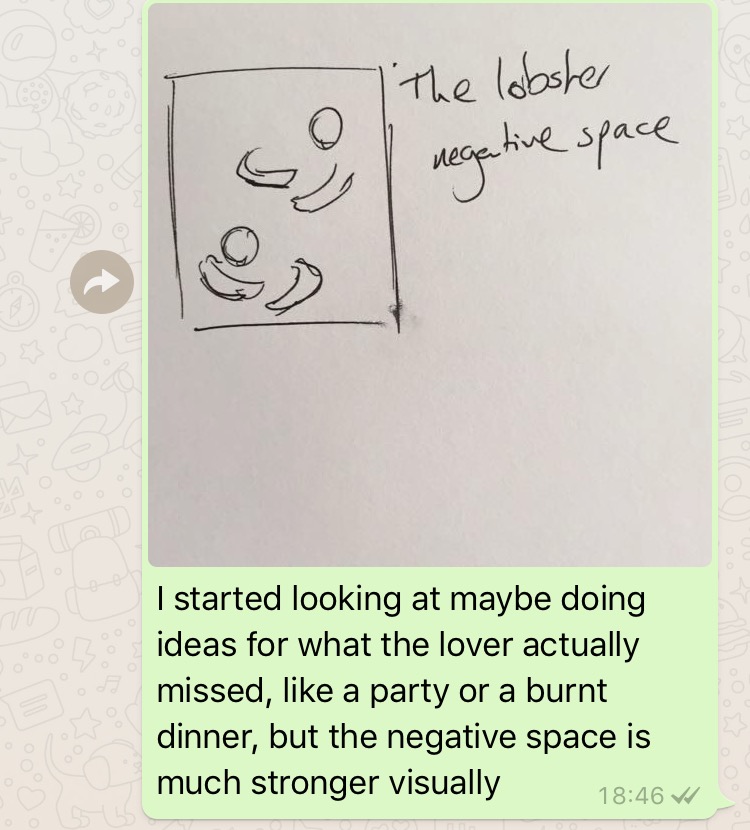 The lobster
negative space
I started looking at maybe doing
ideas for what the lover actually
missed, like a party or a burnt
dinner, but the negative space is
much stronger visually
18:46